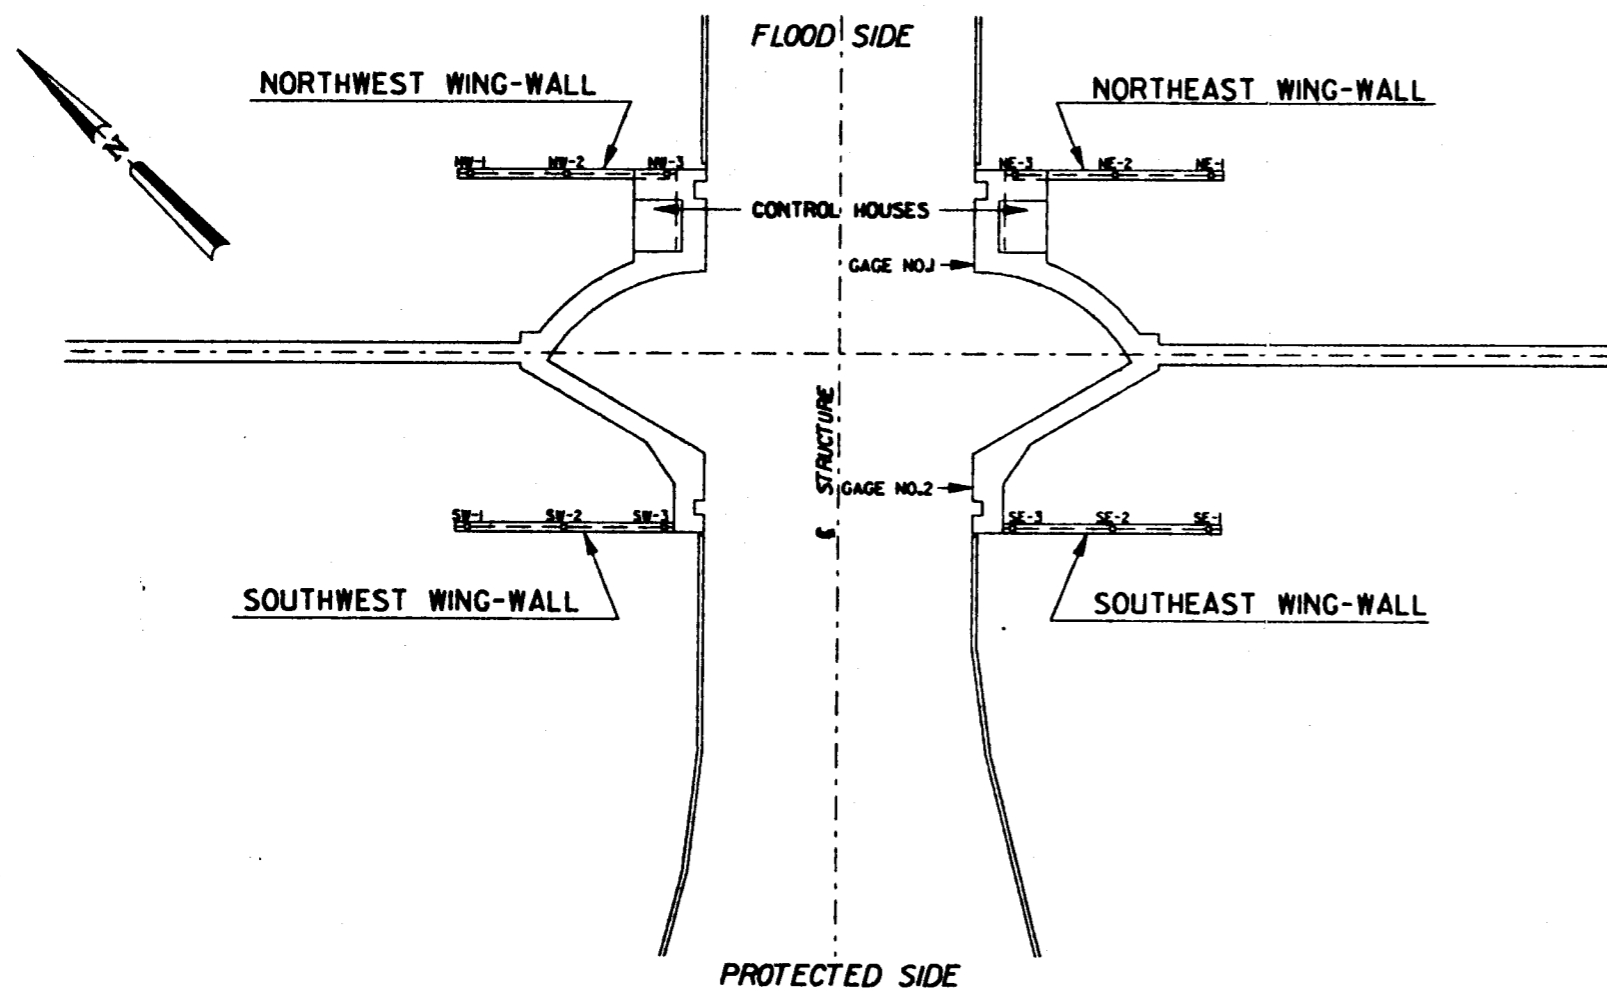 FLOOD SIDE
NORTHWEST WING-WALL
NORTHEAST WING-WALL
N
NW-1 NW-2 NW-3
NE-3 NE-2 NE-1
CONTROL HOUSES
GAGE NO.1
℄ STRUCTURE
GAGE NO.2
SW-1 SW-2 SW-3
SE-3 SE-2 SE-1
SOUTHWEST WING-WALL
SOUTHEAST WING-WALL
PROTECTED SIDE